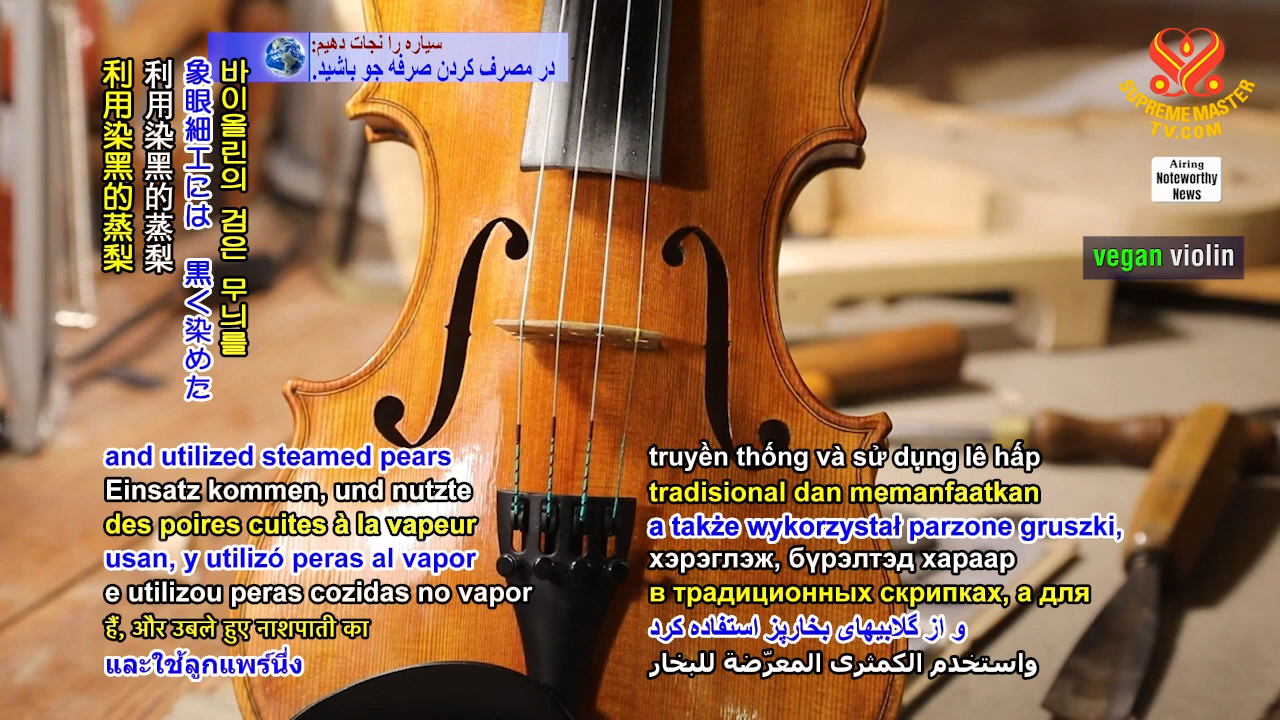 سیاره را نجات دهیم:
در مصرف کردن صرفه جو باشید.
SUPREME MASTER
TV.COM
Airing
Noteworthy
News
vegan violin
바이올린의 검은 무늬를
象眼細工には 黒く染めた
利用染黑的蒸梨
利用染黑的蒸梨
and utilized steamed pears
Einsatz kommen, und nutzte
des poires cuites à la vapeur
usan, y utilizó peras al vapor
e utilizou peras cozidas no vapor
हैं, और उबले हुए नाशपाती का
และใช้ลูกแพร์นึ่ง
truyền thống và sử dụng lê hấp
tradisional dan memanfaatkan
a także wykorzystał parzone gruszki,
хэрэглэж, бүрэлтэд хараар
в традиционных скрипках, а для
و از گلابیهای بخارپز استفاده کرد
واستخدم الكمثرى المعرّضة للبخار